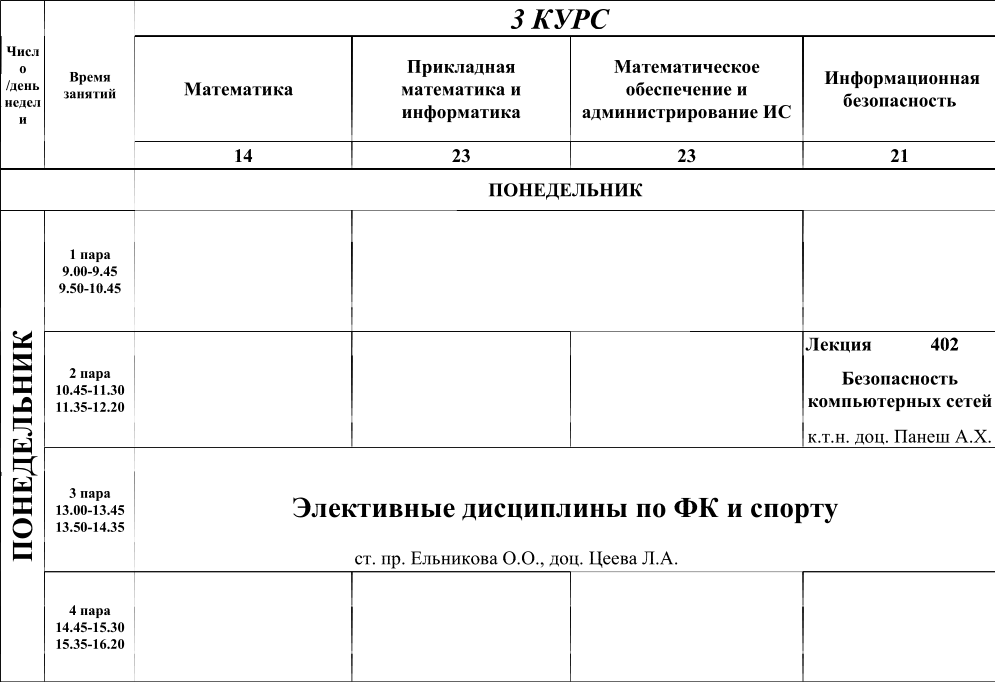 3 КУРС
Числ
о
/день
недел
и
Время
занятий
Математика
Прикладная
математика и
информатика
Математическое
обеспечение и
администрирование ИС
Информационная
безопасность
14
23
23
21
ПОНЕДЕЛЬНИК
ПОНЕДЕЛЬНИК
1 пара
9.00-9.45
9.50-10.45
2 пара
10.45-11.30
11.35-12.20
Лекция 402
Безопасность
компьютерных сетей
к.т.н. доц. Панеш А.Х.
3 пара
13.00-13.45
13.50-14.35
Элективные дисциплины по ФК и спорту
ст. пр. Ельникова О.О., доц. Цеева Л.А.
4 пара
14.45-15.30
15.35-16.20